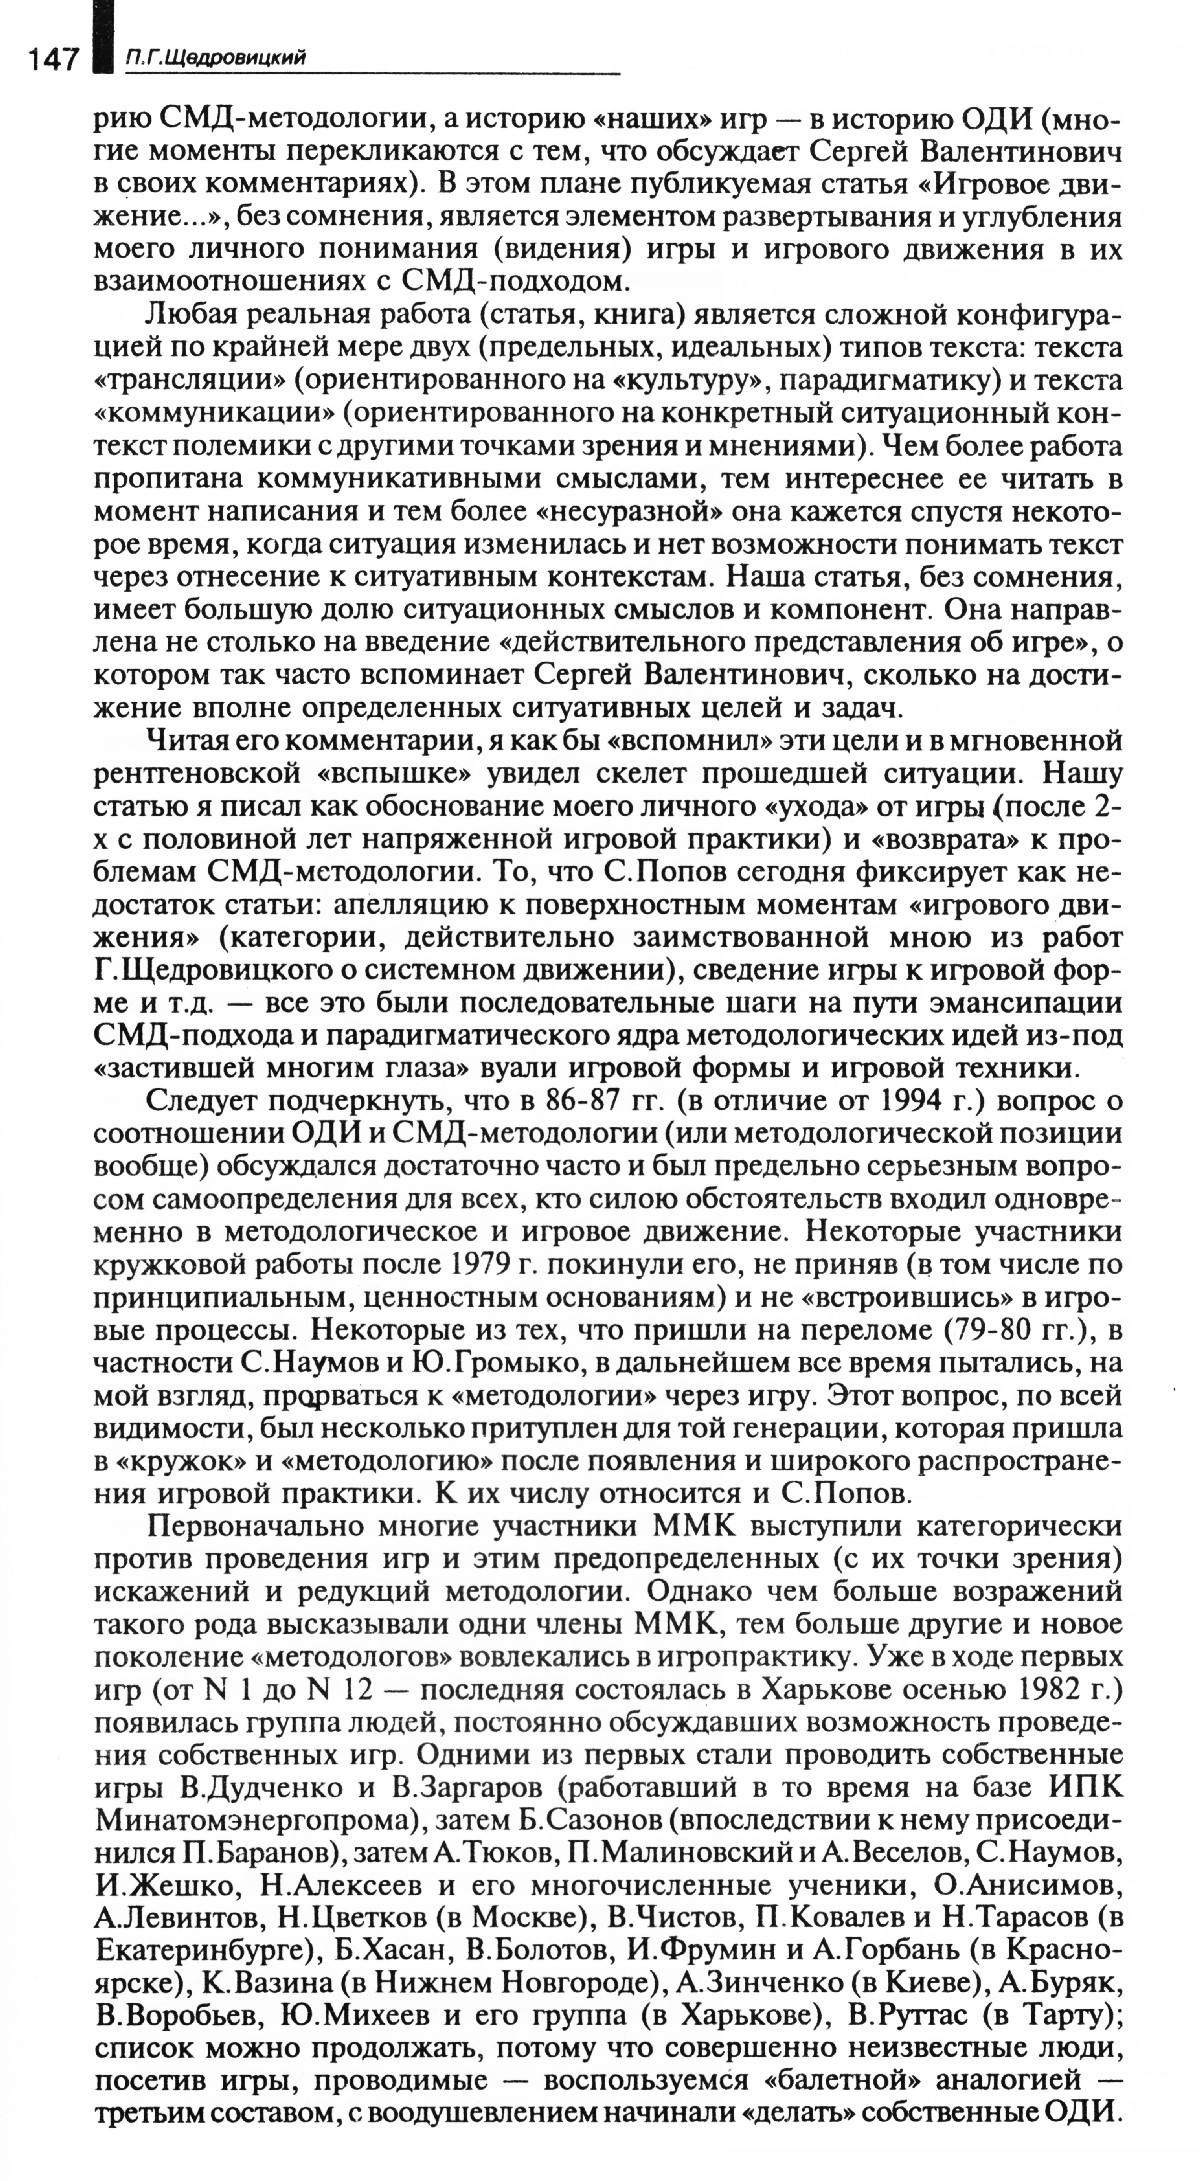 147
П.Г.Щедровицкий
рию СМД-методологии, а историю «наших» игр — в историю ОДИ (мно-
гие моменты перекликаются с тем, что обсуждает Сергей Валентинович
в своих комментариях). В этом плане публикуемая статья «Игровое дви-
жение...», без сомнения, является элементом развертывания и углубления
моего личного понимания (видения) игры и игрового движения в их
взаимоотношениях с СМД-подходом.
Любая реальная работа (статья, книга) является сложной конфигура-
цией по крайней мере двух (предельных, идеальных) типов текста: текста
«трансляции» (ориентированного на «культуру», парадигматику) и текста
«коммуникации» (ориентированного на конкретный ситуационный кон-
текст полемики с другими точками зрения и мнениями). Чем более работа
пропитана коммуникативными смыслами, тем интереснее ее читать в
момент написания и тем более «несуразной» она кажется спустя некото-
рое время, когда ситуация изменилась и нет возможности понимать текст
через отнесение к ситуативным контекстам. Наша статья, без сомнения,
имеет большую долю ситуационных смыслов и компонент. Она направ-
лена не столько на введение «действительного представления об игре», о
котором так часто вспоминает Сергей Валентинович, сколько на дости-
жение вполне определенных ситуативных целей и задач.
Читая его комментарии, я как бы «вспомнил» эти цели и в мгновенной
рентгеновской «вспышке» увидел скелет прошедшей ситуации. Нашу
статью я писал как обоснование моего личного «ухода» от игры (после 2-
х с половиной лет напряженной игровой практики) и «возврата» к про-
блемам СМД-методологии. То, что С.Попов сегодня фиксирует как не-
достаток статьи: апелляцию к поверхностным моментам «игрового дви-
жения» (категории, действительно заимствованной мною из работ
Г.Щедровицкого о системном движении), сведение игры к игровой фор-
ме и т.д. — все это были последовательные шаги на пути эмансипации
СМД-подхода и парадигматического ядра методологических идей из-под
«застившей многим глаза» вуали игровой формы и игровой техники.
Следует подчеркнуть, что в 86-87 гг. (в отличие от 1994 г.) вопрос о
соотношении ОДИ и СМД-методологии (или методологической позиции
вообще) обсуждался достаточно часто и был предельно серьезным вопро-
сом самоопределения для всех, кто силою обстоятельств входил одновре-
менно в методологическое и игровое движение. Некоторые участники
кружковой работы после 1979 г. покинули его, не приняв (в том числе по
принципиальным, ценностным основаниям) и не «встроившись» в игро-
вые процессы. Некоторые из тех, что пришли на переломе (79-80 гг.), в
частности С.Наумов и Ю.Громыко, в дальнейшем все время пытались, на
мой взгляд, прорваться к «методологии» через игру. Этот вопрос, по всей
видимости, был несколько притуплен для той генерации, которая пришла
в «кружок» и «методологию» после появления и широкого распростране-
ния игровой практики. К их числу относится и С.Попов.
Первоначально многие участники ММК выступили категорически
против проведения игр и этим предопределенных (с их точки зрения)
искажений и редукций методологии. Однако чем больше возражений
такого рода высказывали одни члены ММК, тем больше другие и новое
поколение «методологов» вовлекались в игропрактику. Уже в ходе первых
игр (от N 1 до N 12 — последняя состоялась в Харькове осенью 1982 г.)
появилась группа людей, постоянно обсуждавших возможность проведе-
ния собственных игр. Одними из первых стали проводить собственные
игры В.Дудченко и В.Заргаров (работавший в то время на базе ИПК
Минатомэнергопрома), затем Б.Сазонов (впоследствии к нему присоеди-
нился П.Баранов), затем А.Тюков, П.Малиновский и А.Веселов, С.Наумов,
И.Жешко, Н.Алексеев и его многочисленные ученики, О.Анисимов,
А.Левинтов, Н.Цветков (в Москве), В.Чистов, П.Ковалев и Н.Тарасов (в
Екатеринбурге), Б.Хасан, В.Болотов, И.Фрумин и А.Горбань (в Красно-
ярске), К.Вазина (в Нижнем Новгороде), А.Зинченко (в Киеве), А.Буряк,
В.Воробьев, Ю.Михеев и его группа (в Харькове), В.Руттас (в Тарту);
список можно продолжать, потому что совершенно неизвестные люди,
посетив игры, проводимые — воспользуемся «балетной» аналогией —
третьим составом, с воодушевлением начинали «делать» собственные ОДИ.